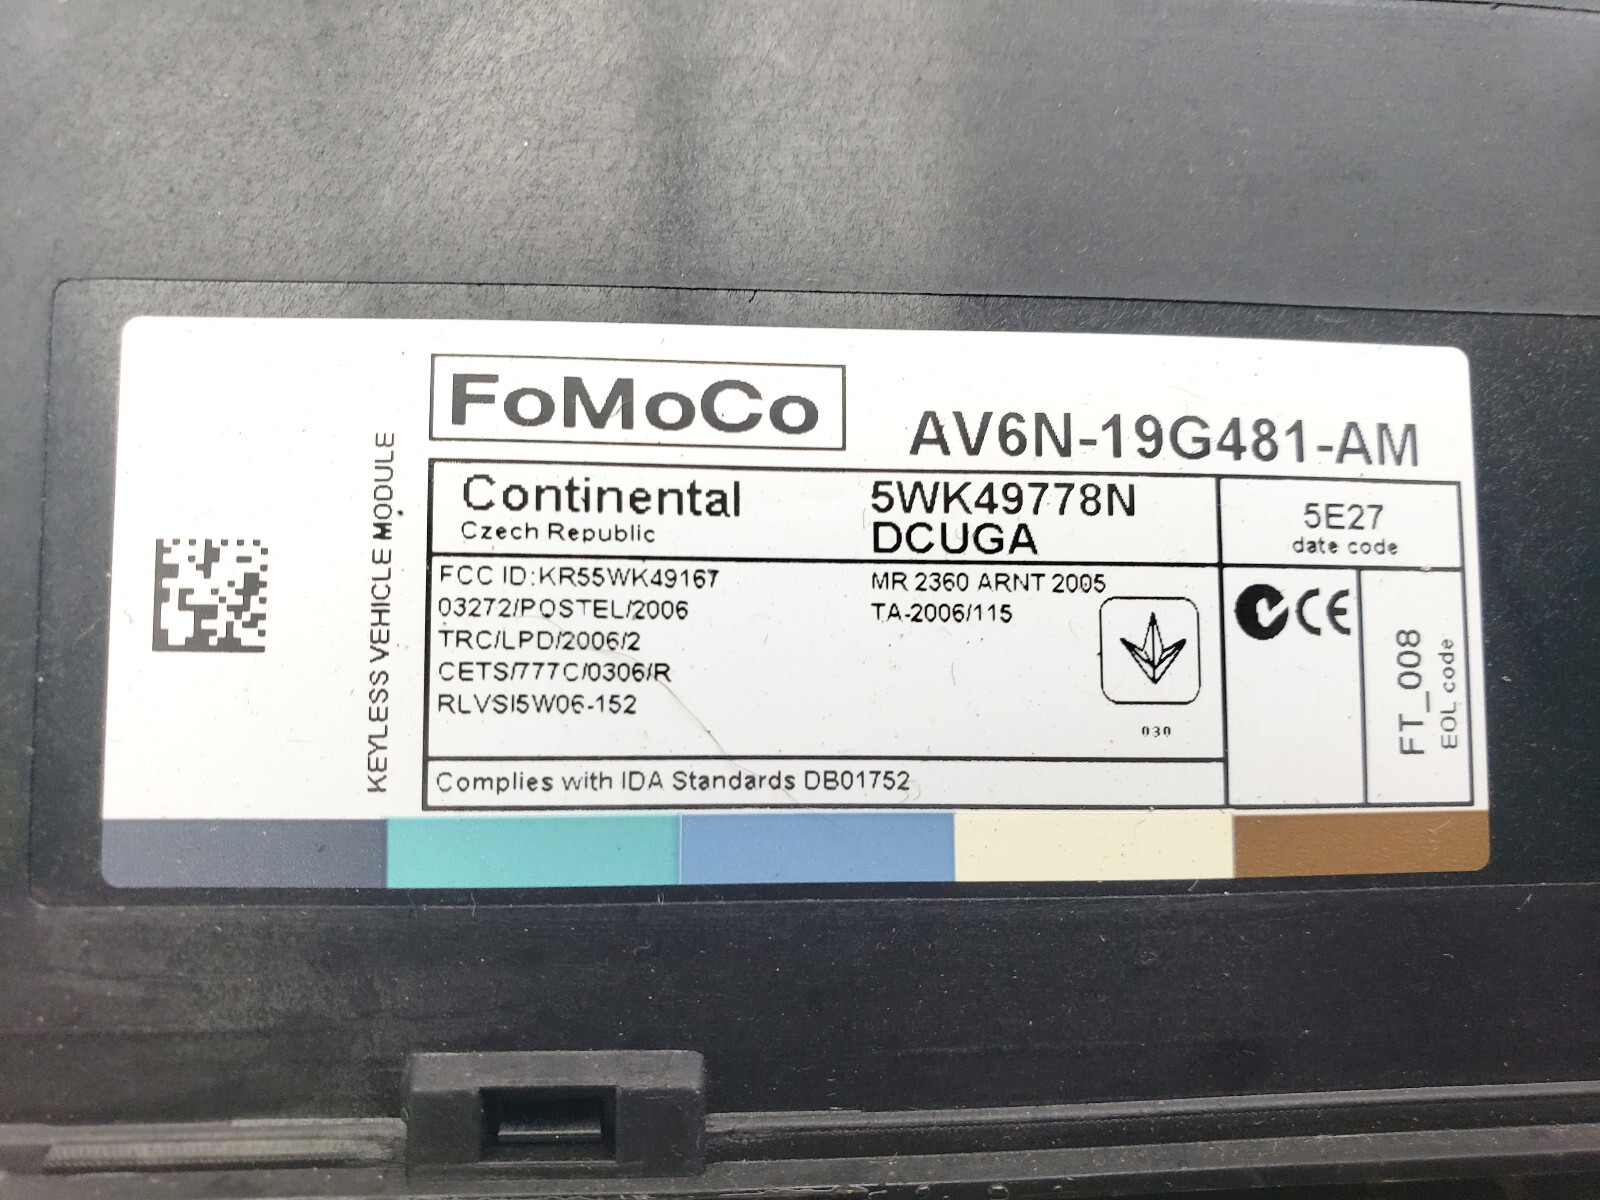 FoMoCo
AV6N-19G481-AM
KEYLESS VEHICLE MODULE
Continental
Czech Republic
5WK49778N
DCUGA
5E27
date code
FCC ID:KR55WK49167
03272/POSTEL/2006
TRC/LPD/2006/2
CETS/777C/0306/R
RLVSI5W06-152
MR 2360 ARNT 2005
TA-2006/115
030
CE
FT_008
EOL code
Complies with IDA Standards DB01752